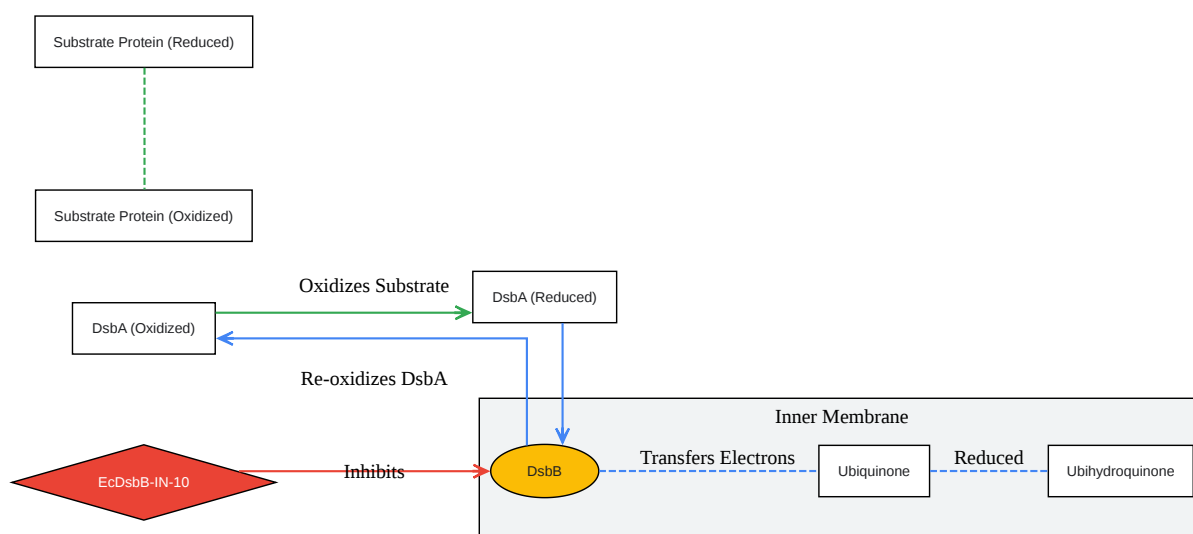 Substrate Protein (Reduced)
Substrate Protein (Oxidized)
Oxidizes Substrate
DsbA (Reduced)
DsbA (Oxidized)
Re-oxidizes DsbA
Inner Membrane
EcDsbB-IN-10
Inhibits
DsbB
Transfers Electrons
Ubiquinone
Reduced
Ubihydroquinone